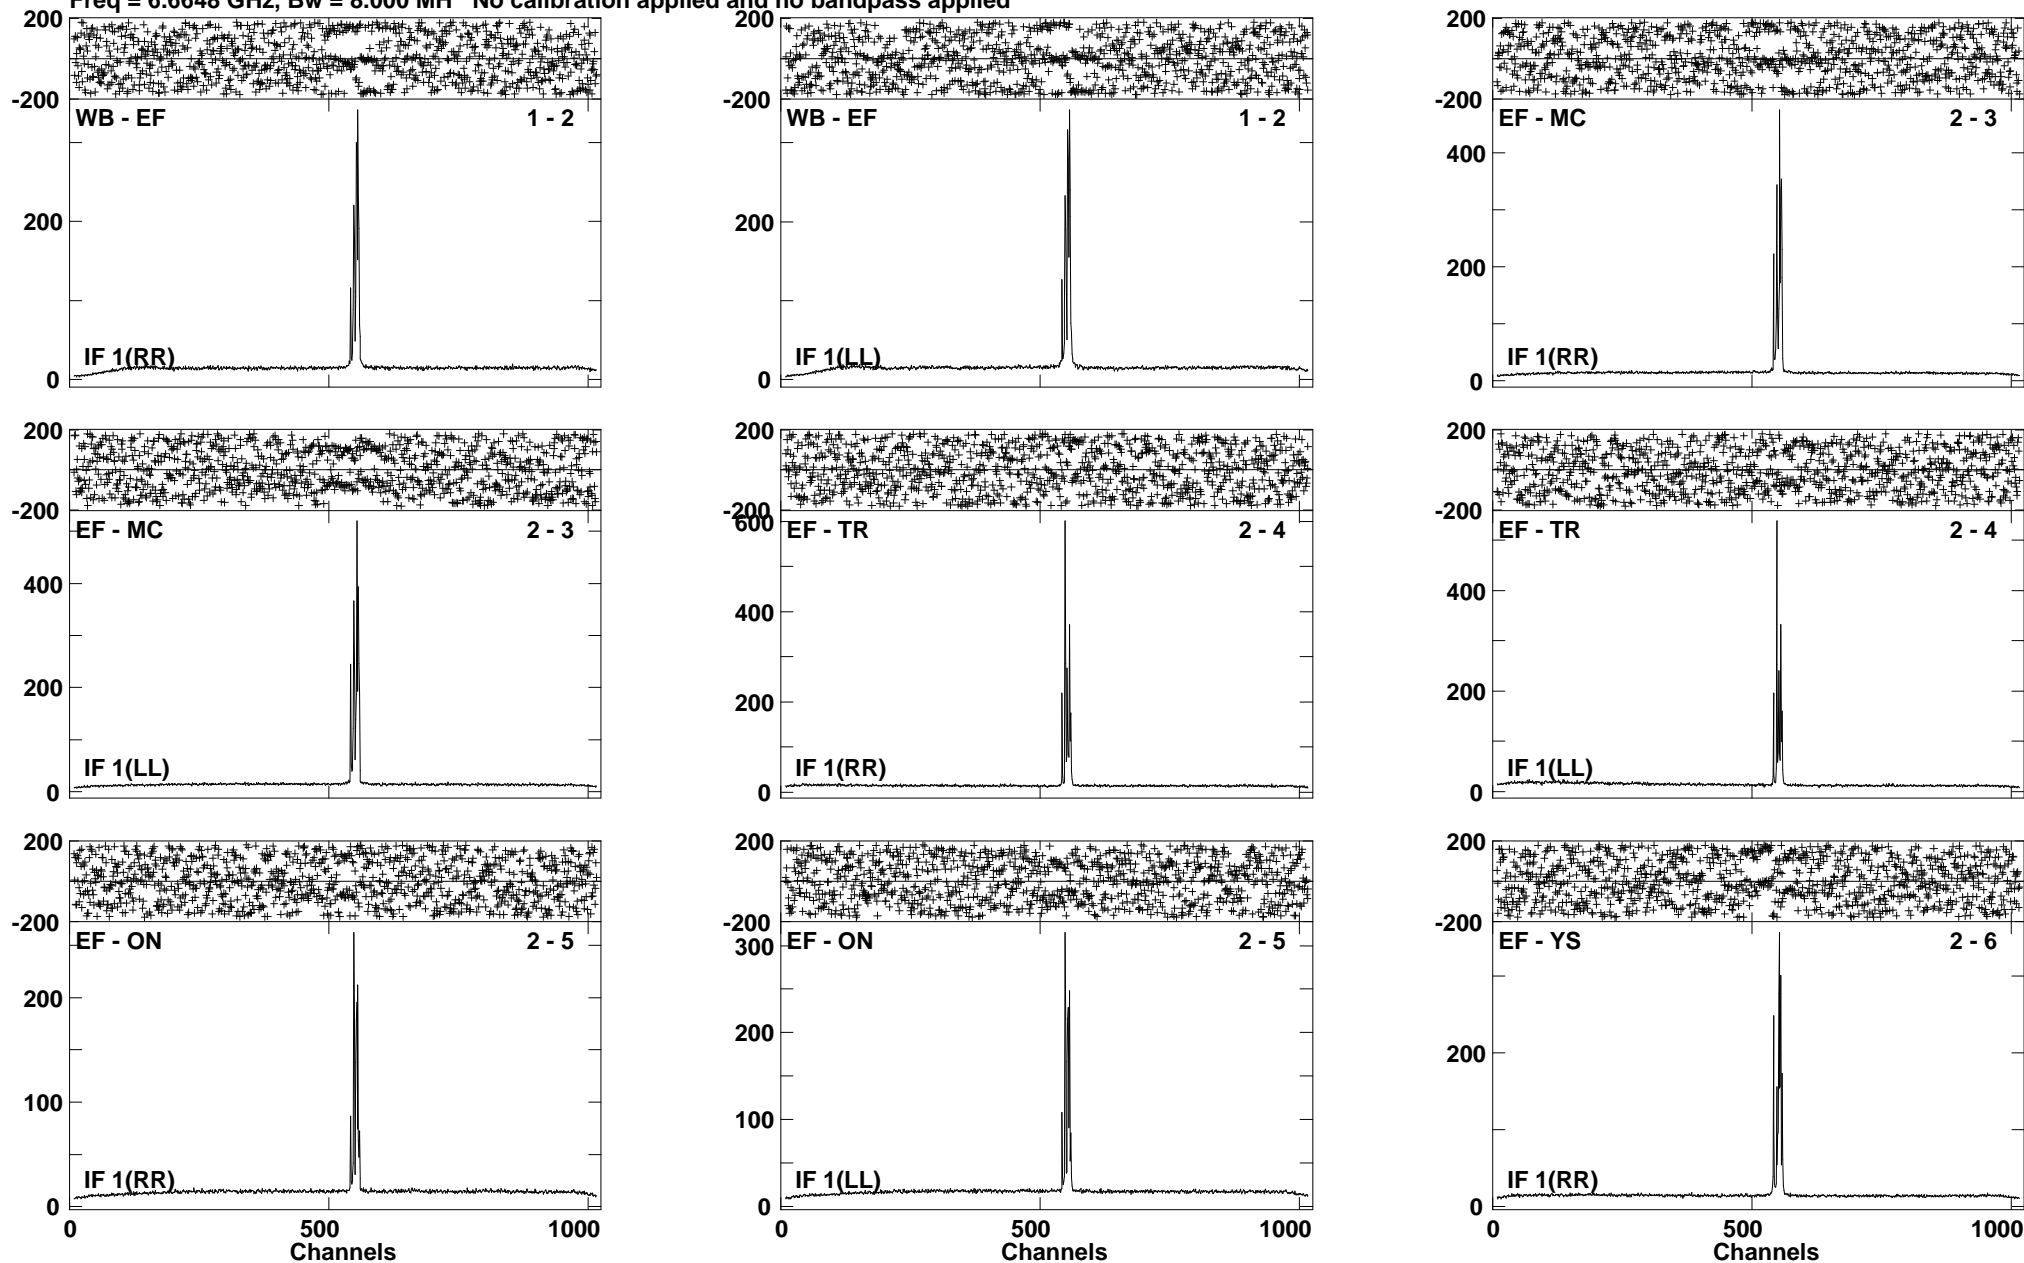 Freq = 6.6648 GHz, Bw = 8.000 MH No calibration applied and no bandpass applied
200 200 200
-200 -200 -200
WB - EF 1 - 2 WB - EF 1 - 2 EF - MC 2 - 3
400
200 200
200
IF 1(RR) IF 1(LL) IF 1(RR)
0 0 0
200 200 200
-200 -200 -200
600
EF - MC 2 - 3 EF - TR 2 - 4 EF - TR 2 - 4
400 400 400
200 200 200
IF 1(LL) IF 1(RR) IF 1(LL)
0 0 0
200 200 200
-200 -200 -200
EF - ON 2 - 5 EF - ON 2 - 5 EF - YS 2 - 6
300
200 200 200
100 100
IF 1(RR) IF 1(LL) IF 1(RR)
0 0 0
0 500 1000 0 500 1000 0 500 1000
Channels Channels Channels